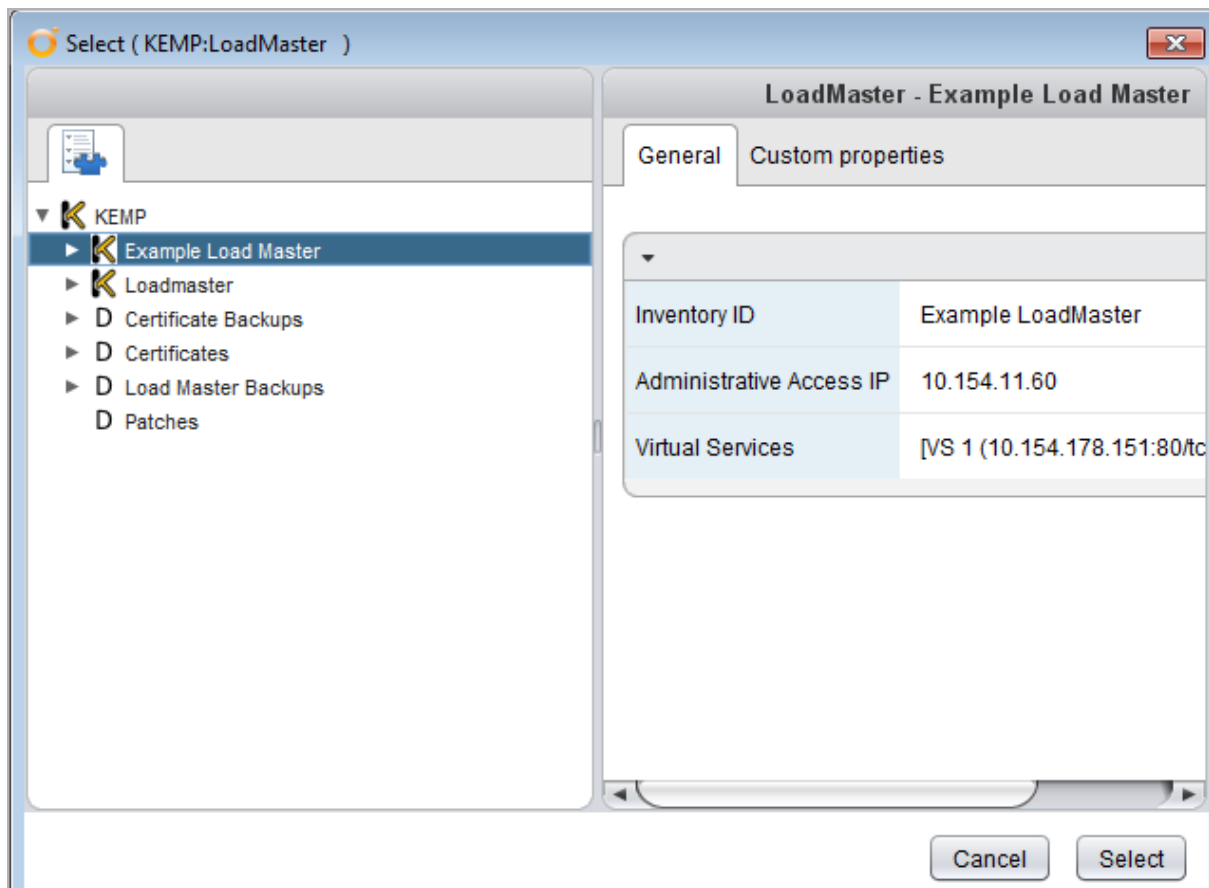 Select ( KEMP:LoadMaster )
LoadMaster - Example Load Master
General Custom properties
KEMP
Example Load Master
Loadmaster
D Certificate Backups
D Certificates
D Load Master Backups
D Patches
Inventory ID Example LoadMaster
Administrative Access IP 10.154.11.60
Virtual Services [VS 1 (10.154.178.151:80/tc
Cancel Select